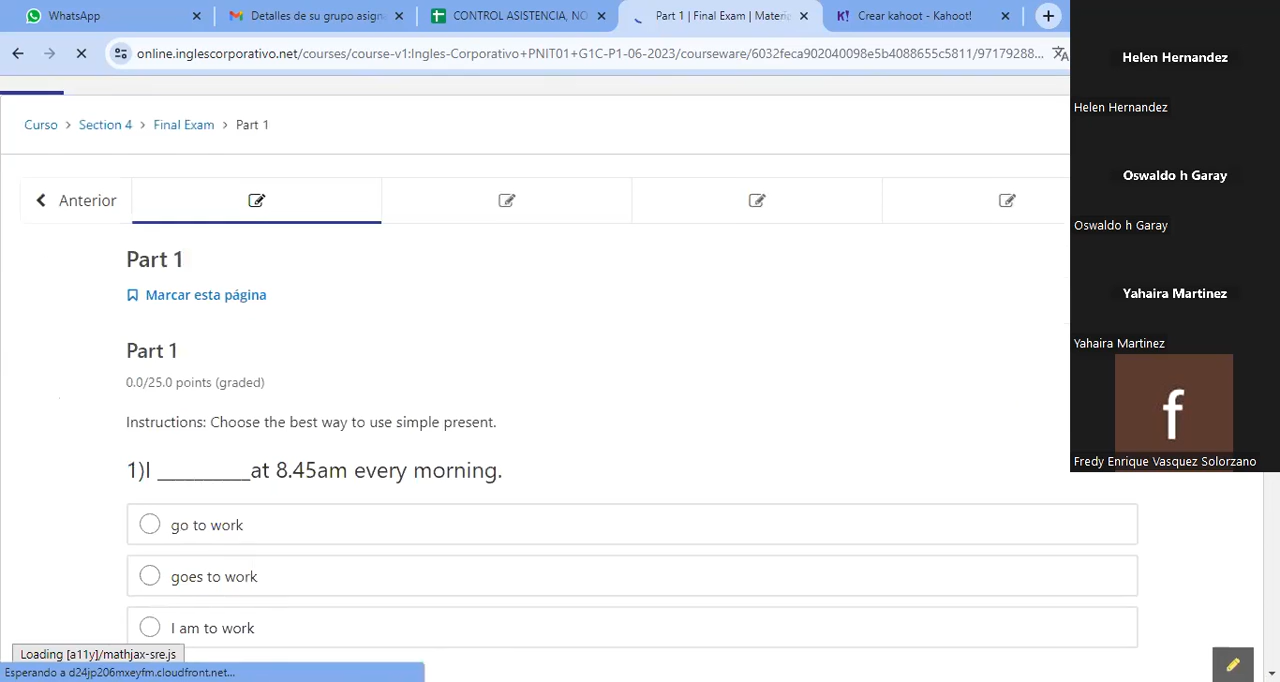 WhatsApp
Detalles de su grupo asign
CONTROL ASISTENCIA, NO
Part 1 | Final Exam | Materia
Crear kahoot - Kahoot!
online.inglescorporativo.net/courses/course-v1:Ingles-Corporativo+PNIT01+G1C-P1-06-2023/courseware/6032feca902040098e5b4088655c5811/97179288...
Curso > Section 4 > Final Exam > Part 1
Anterior
Part 1
Marcar esta página
Part 1
0.0/25.0 points (graded)
Instructions: Choose the best way to use simple present.
1)I __________at 8.45am every morning.
go to work
goes to work
I am to work
Loading [a11y]/mathjax-sre.js
Esperando a d24jp206mxeyfm.cloudfront.net...
Helen Hernandez
Helen Hernandez
Oswaldo h Garay
Oswaldo h Garay
Yahaira Martinez
Yahaira Martinez
f
Fredy Enrique Vasquez Solorzano